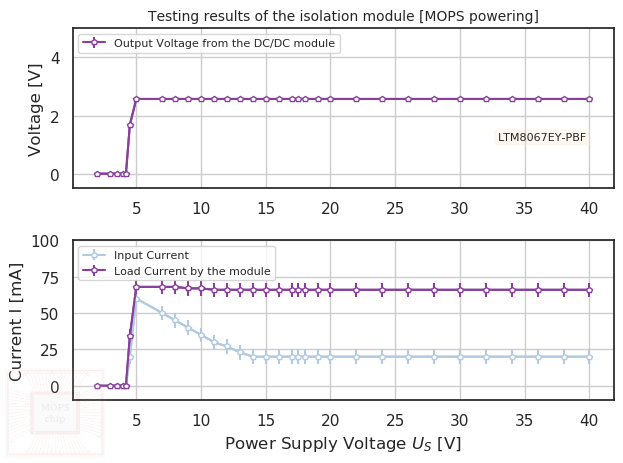 Testing results of the isolation module [MOPS powering]
Output Voltage from the DC/DC module
Voltage [V]
4
2
0
LTM8067EY-PBF
5 10 15 20 25 30 35 40
Input Current
Load Current by the module
Current I [mA]
100
75
50
25
0
5 10 15 20 25 30 35 40
Power Supply Voltage U_S [V]
MOPS
chip